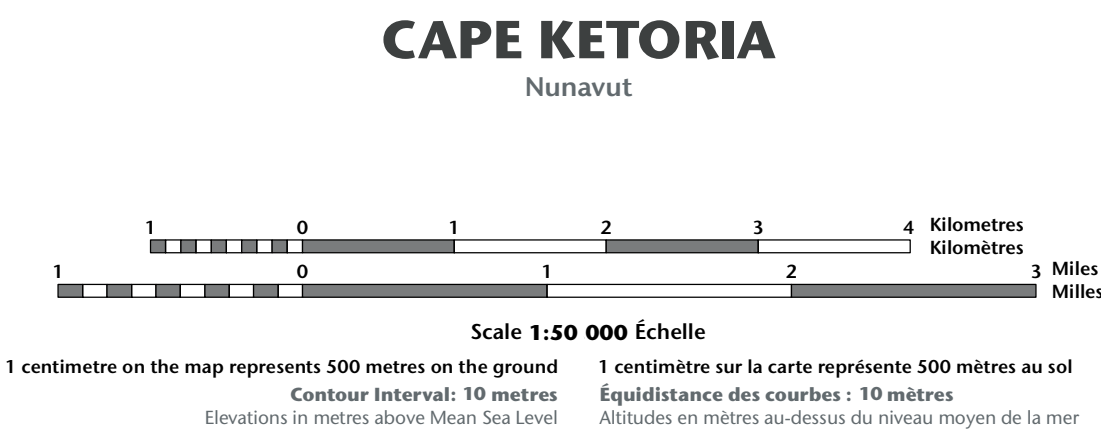 CAPE KETORIA
Nunavut
1 0 1 2 3 4 Kilometres
Kilomètres
1 0 1 2 3 Miles
Milles
Scale 1:50 000 Échelle
1 centimetre on the map represents 500 metres on the ground
1 centimètre sur la carte représente 500 mètres au sol
Contour Interval: 10 metres
Équidistance des courbes : 10 mètres
Elevations in metres above Mean Sea Level
Altitudes en mètres au-dessus du niveau moyen de la mer